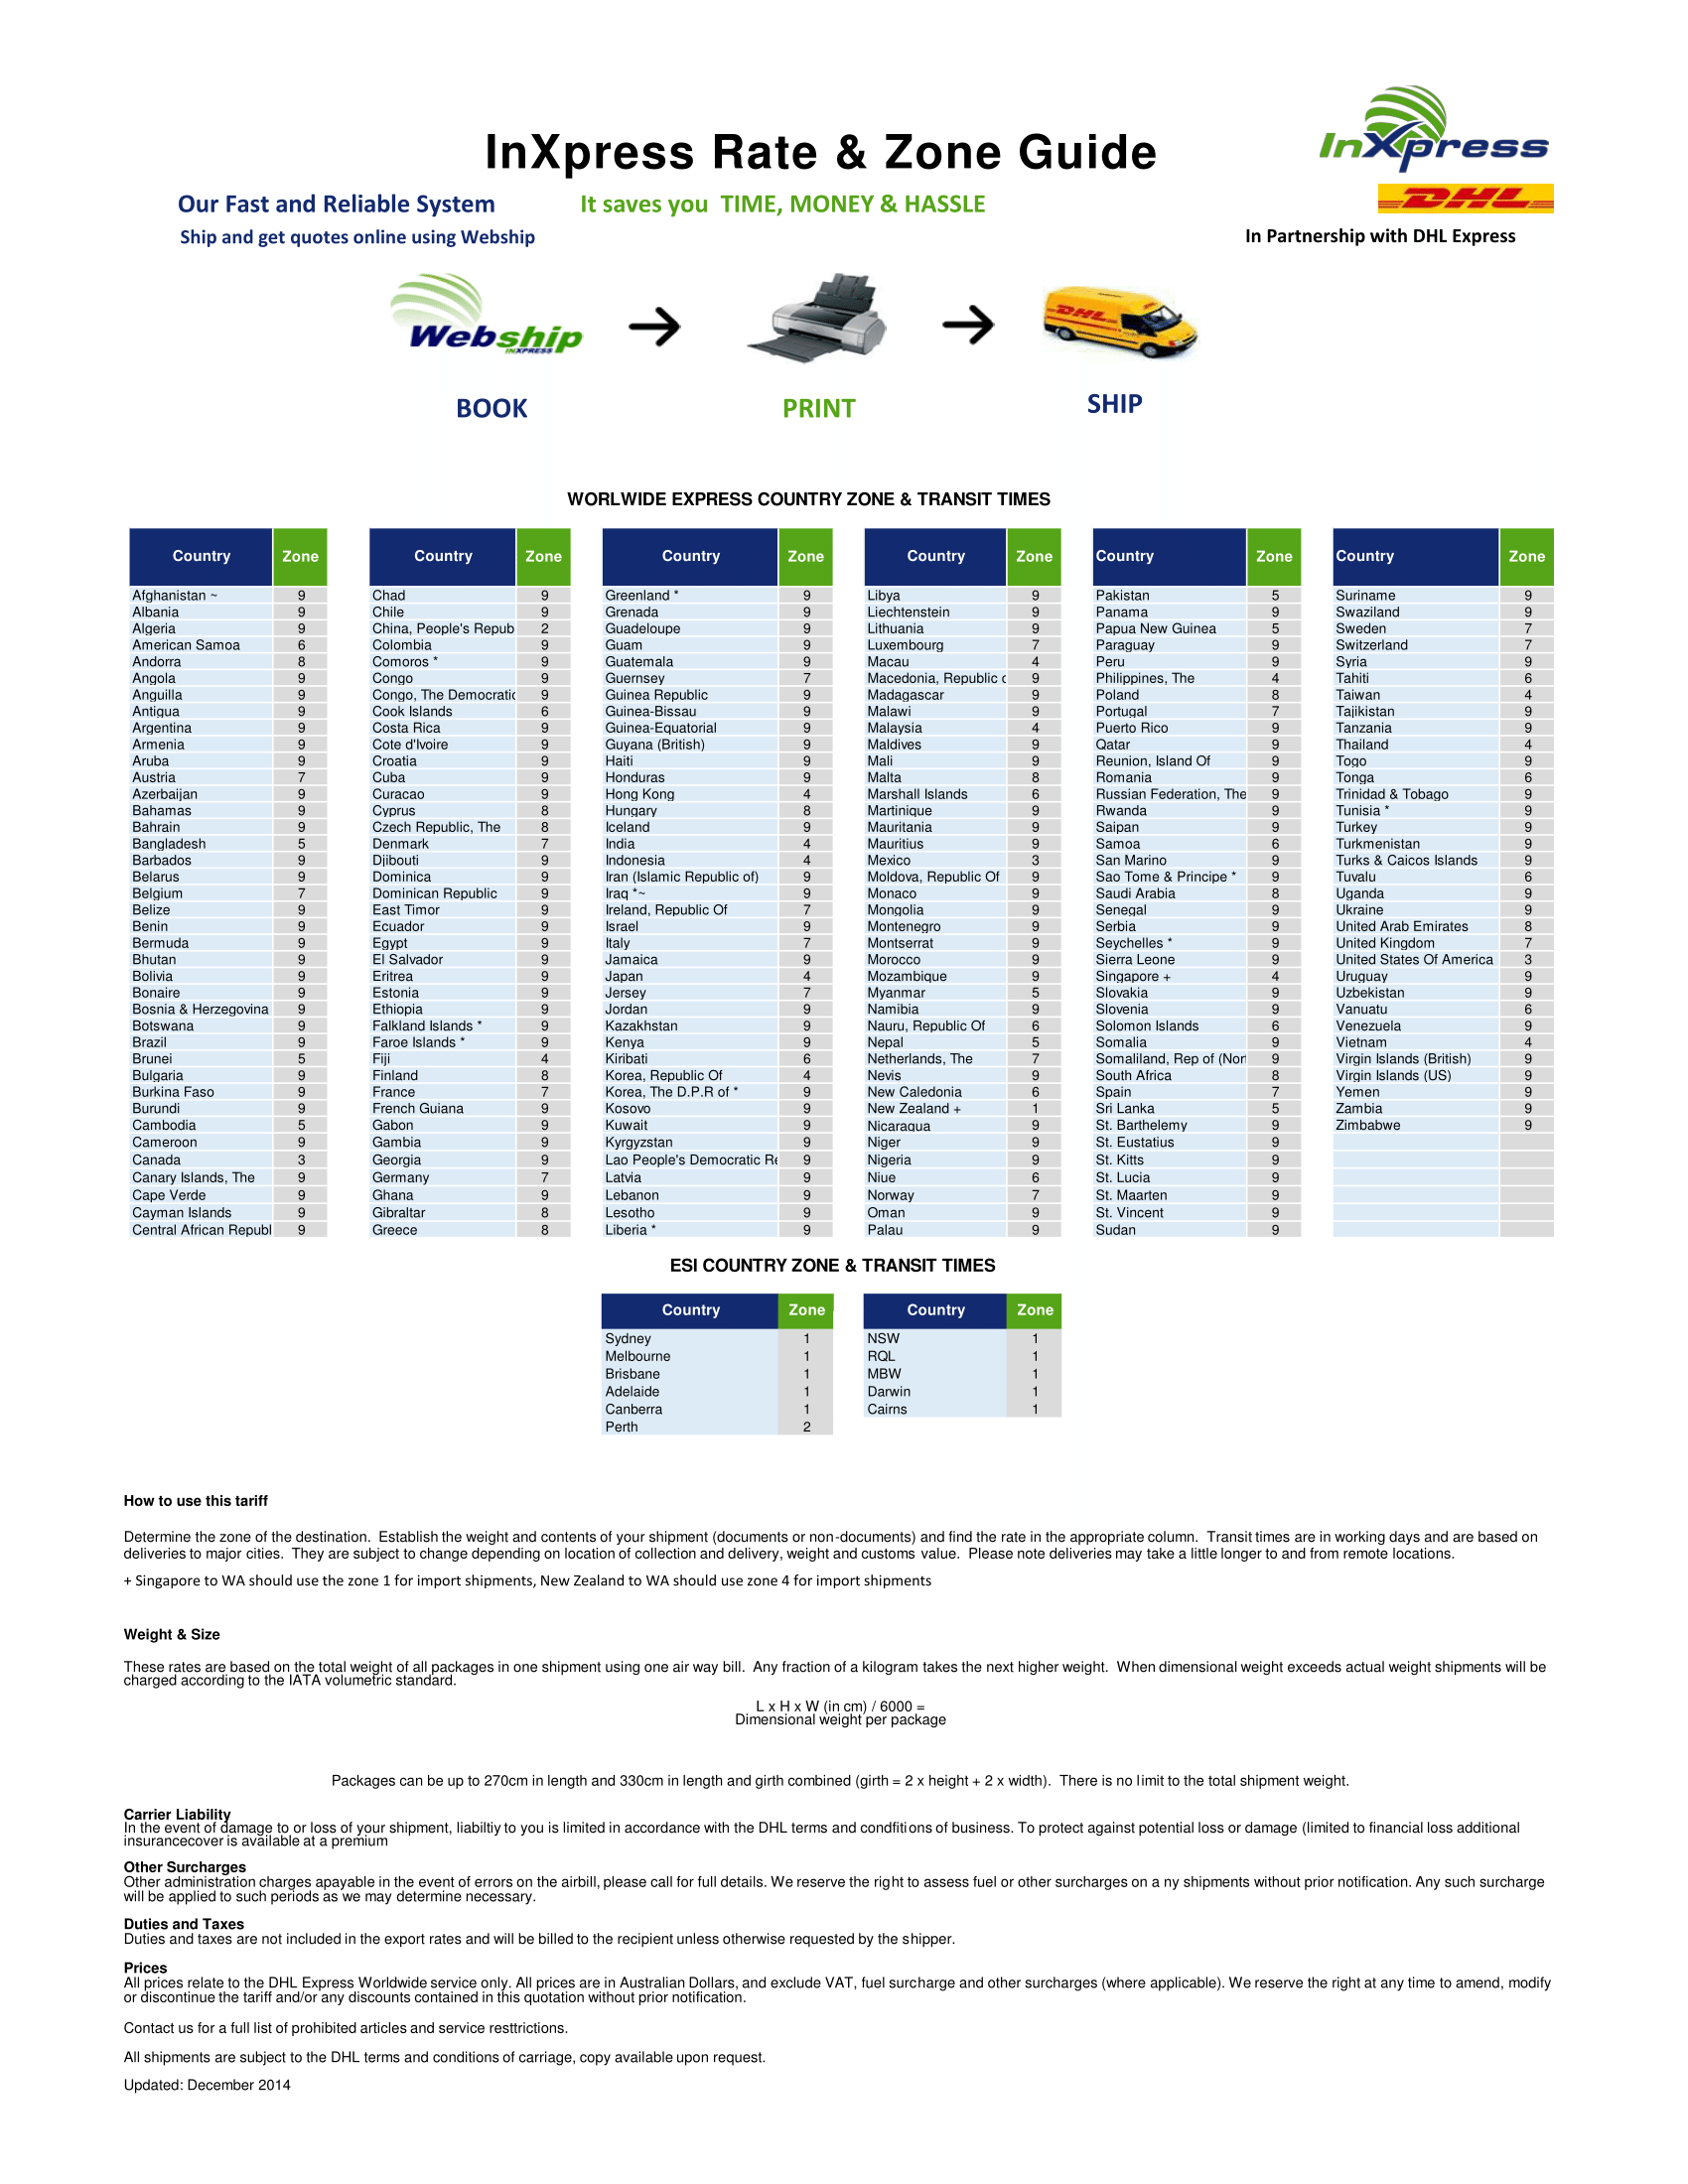 InXpress Rate & Zone Guide
InXpress
Our Fast and Reliable System
It saves you TIME, MONEY & HASSLE
DHL
Ship and get quotes online using Webship
In Partnership with DHL Express
Webship
INXPRESS
DHL
BOOK
PRINT
SHIP
WORLWIDE EXPRESS COUNTRY ZONE & TRANSIT TIMES
Country Zone Country Zone Country Zone Country Zone Country Zone Country Zone
Afghanistan ~ 9 Chad 9 Greenland * 9 Libya 9 Pakistan 5 Suriname 9
Albania 9 Chile 9 Grenada 9 Liechtenstein 9 Panama 9 Swaziland 9
Algeria 9 China, People's Repub 2 Guadeloupe 9 Lithuania 9 Papua New Guinea 5 Sweden 7
American Samoa 6 Colombia 9 Guam 9 Luxembourg 7 Paraguay 9 Switzerland 7
Andorra 8 Comoros * 9 Guatemala 9 Macau 4 Peru 9 Syria 9
Angola 9 Congo 9 Guernsey 7 Macedonia, Republic o 9 Philippines, The 4 Tahiti 6
Anguilla 9 Congo, The Democratic 9 Guinea Republic 9 Madagascar 9 Poland 8 Taiwan 4
Antigua 9 Cook Islands 6 Guinea-Bissau 9 Malawi 9 Portugal 7 Tajikistan 9
Argentina 9 Costa Rica 9 Guinea-Equatorial 9 Malaysia 4 Puerto Rico 9 Tanzania 9
Armenia 9 Cote d'Ivoire 9 Guyana (British) 9 Maldives 9 Qatar 9 Thailand 4
Aruba 9 Croatia 9 Haiti 9 Mali 9 Reunion, Island Of 9 Togo 9
Austria 7 Cuba 9 Honduras 9 Malta 8 Romania 9 Tonga 6
Azerbaijan 9 Curacao 9 Hong Kong 4 Marshall Islands 6 Russian Federation, The 9 Trinidad & Tobago 9
Bahamas 9 Cyprus 8 Hungary 8 Martinique 9 Rwanda 9 Tunisia * 9
Bahrain 9 Czech Republic, The 8 Iceland 9 Mauritania 9 Saipan 9 Turkey 9
Bangladesh 5 Denmark 7 India 4 Mauritius 9 Samoa 6 Turkmenistan 9
Barbados 9 Djibouti 9 Indonesia 4 Mexico 3 San Marino 9 Turks & Caicos Islands 9
Belarus 9 Dominica 9 Iran (Islamic Republic of) 9 Moldova, Republic Of 9 Sao Tome & Principe * 9 Tuvalu 6
Belgium 7 Dominican Republic 9 Iraq *~ 9 Monaco 9 Saudi Arabia 8 Uganda 9
Belize 9 East Timor 9 Ireland, Republic Of 7 Mongolia 9 Senegal 9 Ukraine 9
Benin 9 Ecuador 9 Israel 9 Montenegro 9 Serbia 9 United Arab Emirates 8
Bermuda 9 Egypt 9 Italy 7 Montserrat 9 Seychelles * 9 United Kingdom 7
Bhutan 9 El Salvador 9 Jamaica 9 Morocco 9 Sierra Leone 9 United States Of America 3
Bolivia 9 Eritrea 9 Japan 4 Mozambique 9 Singapore + 4 Uruguay 9
Bonaire 9 Estonia 9 Jersey 7 Myanmar 5 Slovakia 9 Uzbekistan 9
Bosnia & Herzegovina 9 Ethiopia 9 Jordan 9 Namibia 9 Slovenia 9 Vanuatu 6
Botswana 9 Falkland Islands * 9 Kazakhstan 9 Nauru, Republic Of 6 Solomon Islands 6 Venezuela 9
Brazil 9 Faroe Islands * 9 Kenya 9 Nepal 5 Somalia 9 Vietnam 4
Brunei 5 Fiji 4 Kiribati 6 Netherlands, The 7 Somaliland, Rep of (Nort 9 Virgin Islands (British) 9
Bulgaria 9 Finland 8 Korea, Republic Of 4 Nevis 9 South Africa 8 Virgin Islands (US) 9
Burkina Faso 9 France 7 Korea, The D.P.R of * 9 New Caledonia 6 Spain 7 Yemen 9
Burundi 9 French Guiana 9 Kosovo 9 New Zealand + 1 Sri Lanka 5 Zambia 9
Cambodia 5 Gabon 9 Kuwait 9 Nicaragua 9 St. Barthelemy 9 Zimbabwe 9
Cameroon 9 Gambia 9 Kyrgyzstan 9 Niger 9 St. Eustatius 9
Canada 3 Georgia 9 Lao People's Democratic Re 9 Nigeria 9 St. Kitts 9
Canary Islands, The 9 Germany 7 Latvia 9 Niue 6 St. Lucia 9
Cape Verde 9 Ghana 9 Lebanon 9 Norway 7 St. Maarten 9
Cayman Islands 9 Gibraltar 8 Lesotho 9 Oman 9 St. Vincent 9
Central African Republ 9 Greece 8 Liberia * 9 Palau 9 Sudan 9
ESI COUNTRY ZONE & TRANSIT TIMES
Country Zone Country Zone
Sydney 1 NSW 1
Melbourne 1 RQL 1
Brisbane 1 MBW 1
Adelaide 1 Darwin 1
Canberra 1 Cairns 1
Perth 2
How to use this tariff
Determine the zone of the destination. Establish the weight and contents of your shipment (documents or non-documents) and find the rate in the appropriate column. Transit times are in working days and are based on
deliveries to major cities. They are subject to change depending on location of collection and delivery, weight and customs value. Please note deliveries may take a little longer to and from remote locations.
+ Singapore to WA should use the zone 1 for import shipments, New Zealand to WA should use zone 4 for import shipments
Weight & Size
These rates are based on the total weight of all packages in one shipment using one air way bill. Any fraction of a kilogram takes the next higher weight. When dimensional weight exceeds actual weight shipments will be
charged according to the IATA volumetric standard.
L x H x W (in cm) / 6000 =
Dimensional weight per package
Packages can be up to 270cm in length and 330cm in length and girth combined (girth = 2 x height + 2 x width). There is no limit to the total shipment weight.
Carrier Liability
In the event of damage to or loss of your shipment, liabiltiy to you is limited in accordance with the DHL terms and condfitions of business. To protect against potential loss or damage (limited to financial loss additional
insurancecover is available at a premium
Other Surcharges
Other administration charges apayable in the event of errors on the airbill, please call for full details. We reserve the right to assess fuel or other surcharges on a ny shipments without prior notification. Any such surcharge
will be applied to such periods as we may determine necessary.
Duties and Taxes
Duties and taxes are not included in the export rates and will be billed to the recipient unless otherwise requested by the shipper.
Prices
All prices relate to the DHL Express Worldwide service only. All prices are in Australian Dollars, and exclude VAT, fuel surcharge and other surcharges (where applicable). We reserve the right at any time to amend, modify
or discontinue the tariff and/or any discounts contained in this quotation without prior notification.
Contact us for a full list of prohibited articles and service resttrictions.
All shipments are subject to the DHL terms and conditions of carriage, copy available upon request.
Updated: December 2014